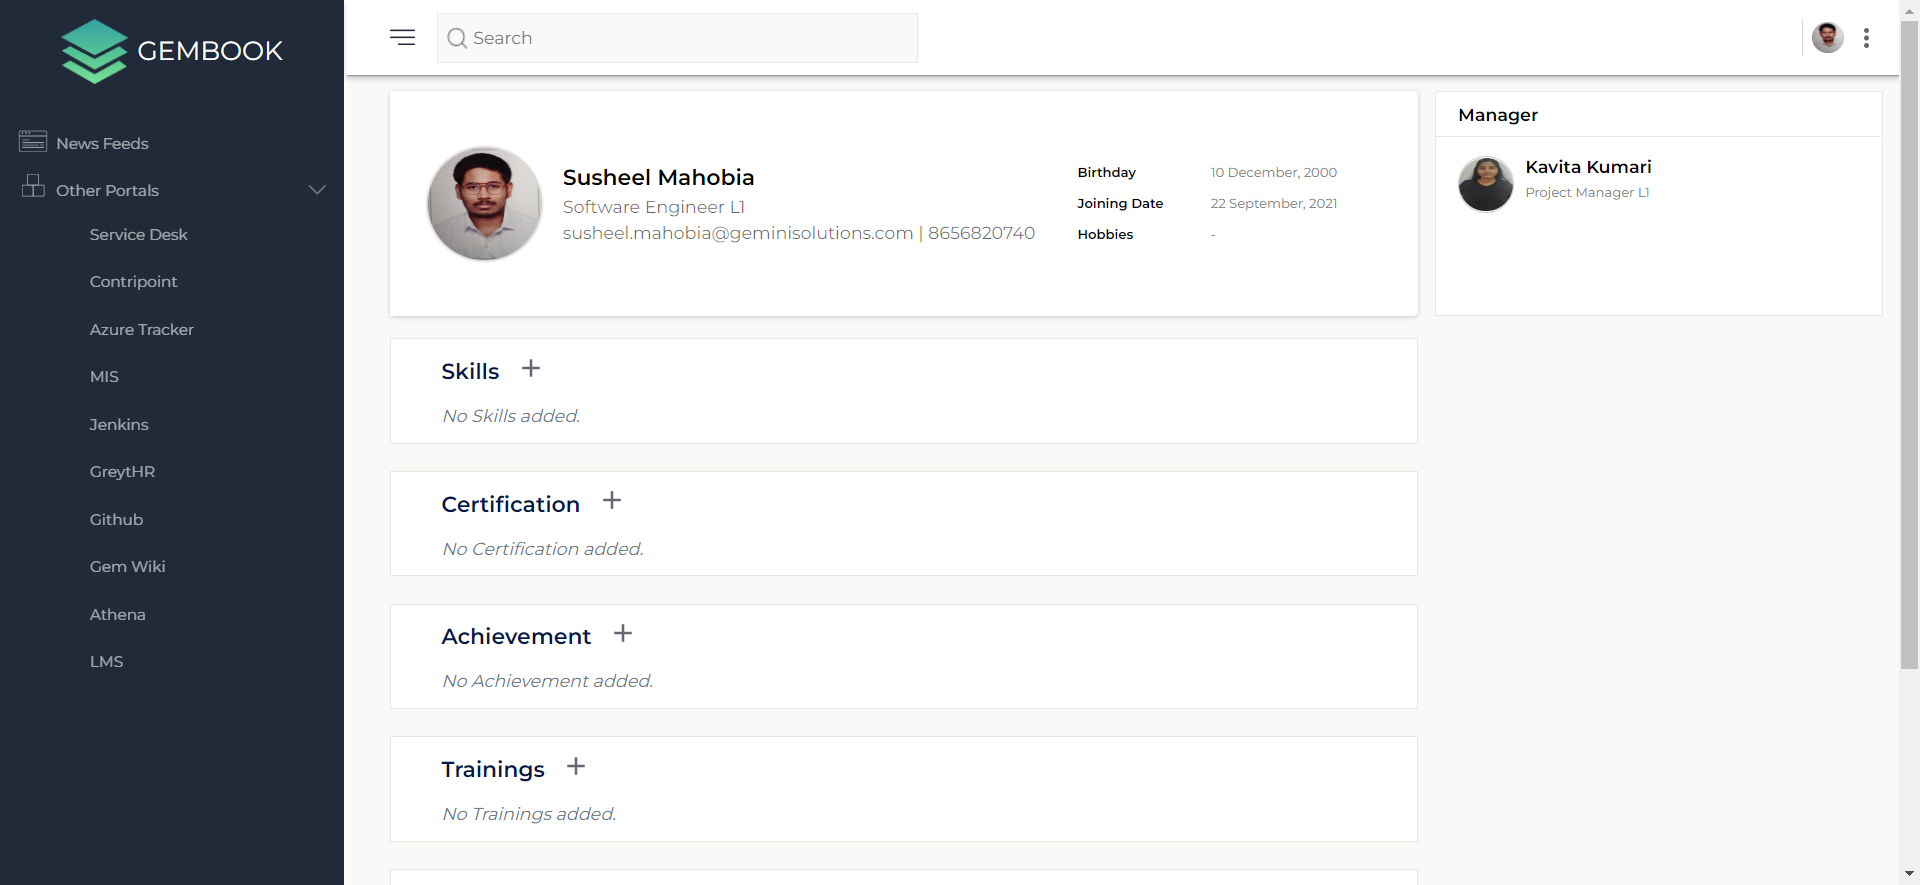 GEMBOOK
News Feeds
Other Portals
Service Desk
Contripoint
Azure Tracker
MIS
Jenkins
GreytHR
Github
Gem Wiki
Athena
LMS
Search
Susheel Mahobia
Software Engineer L1
susheel.mahobia@geminisolutions.com | 8656820740
Birthday 10 December, 2000
Joining Date 22 September, 2021
Hobbies -
Manager
Kavita Kumari
Project Manager L1
Skills +
No Skills added.
Certification +
No Certification added.
Achievement +
No Achievement added.
Trainings +
No Trainings added.